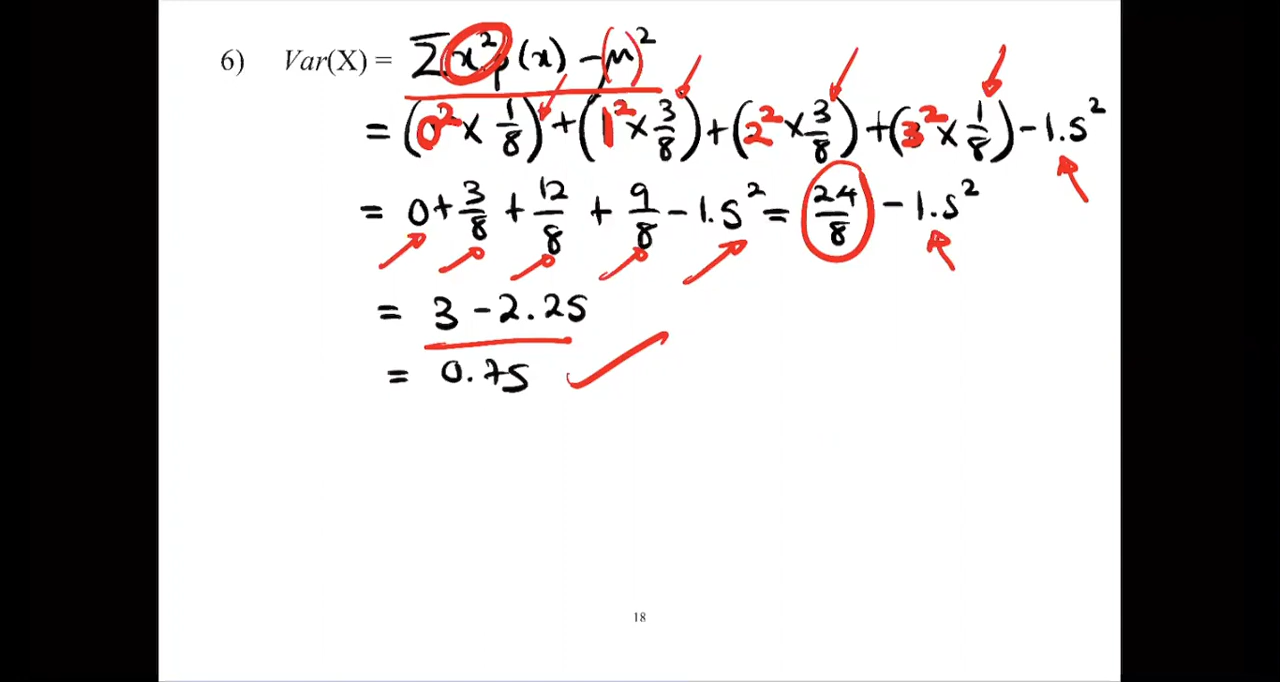 6) Var(X) = Σx²p(x) - (μ)²
= (0² × 1/8) + (1² × 3/8) + (2² × 3/8) + (3² × 1/8) - 1.5²
= 0 + 3/8 + 12/8 + 9/8 - 1.5² = 24/8 - 1.5²
= 3 - 2.25
= 0.75
18